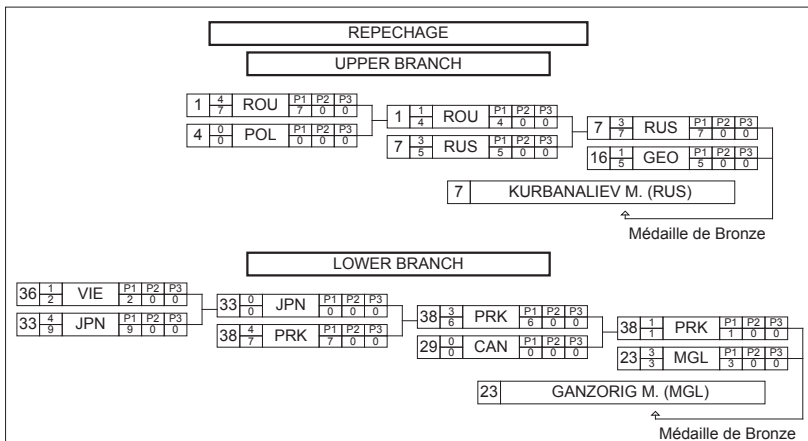 REPECHAGE
UPPER BRANCH
1 4 7 ROU P1 P2 P3 7 0 0
4 0 0 POL P1 P2 P3 0 0 0
1 1 4 ROU P1 P2 P3 4 0 0
7 3 5 RUS P1 P2 P3 5 0 0
7 3 7 RUS P1 P2 P3 7 0 0
16 1 5 GEO P1 P2 P3 5 0 0
7 KURBANALIEV M. (RUS)
Médaille de Bronze
LOWER BRANCH
36 1 2 VIE P1 P2 P3 2 0 0
33 4 9 JPN P1 P2 P3 9 0 0
33 0 0 JPN P1 P2 P3 0 0 0
38 4 7 PRK P1 P2 P3 7 0 0
38 3 6 PRK P1 P2 P3 6 0 0
29 0 0 CAN P1 P2 P3 0 0 0
38 1 1 PRK P1 P2 P3 1 0 0
23 3 3 MGL P1 P2 P3 3 0 0
23 GANZORIG M. (MGL)
Médaille de Bronze